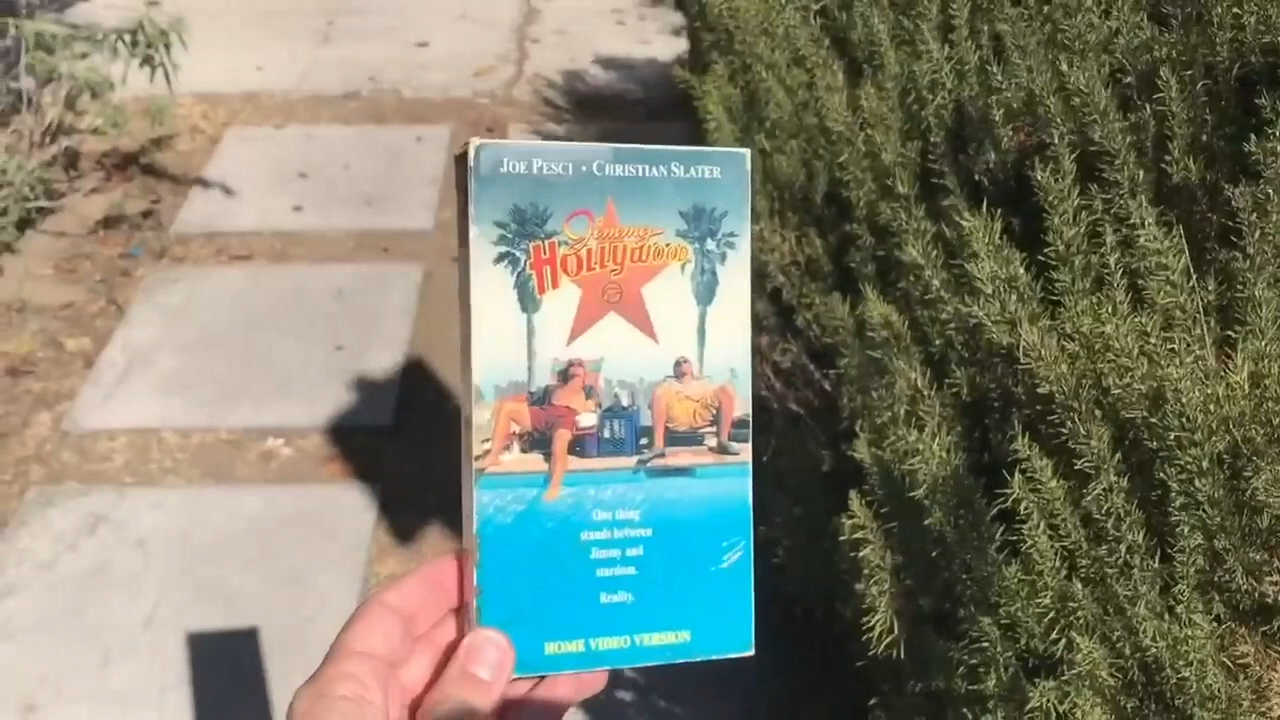 JOE PESCI • CHRISTIAN SLATER
Jimmy
HOLLYWOOD
One thing
stands between
Jimmy and
stardom.
Reality.
HOME VIDEO VERSION